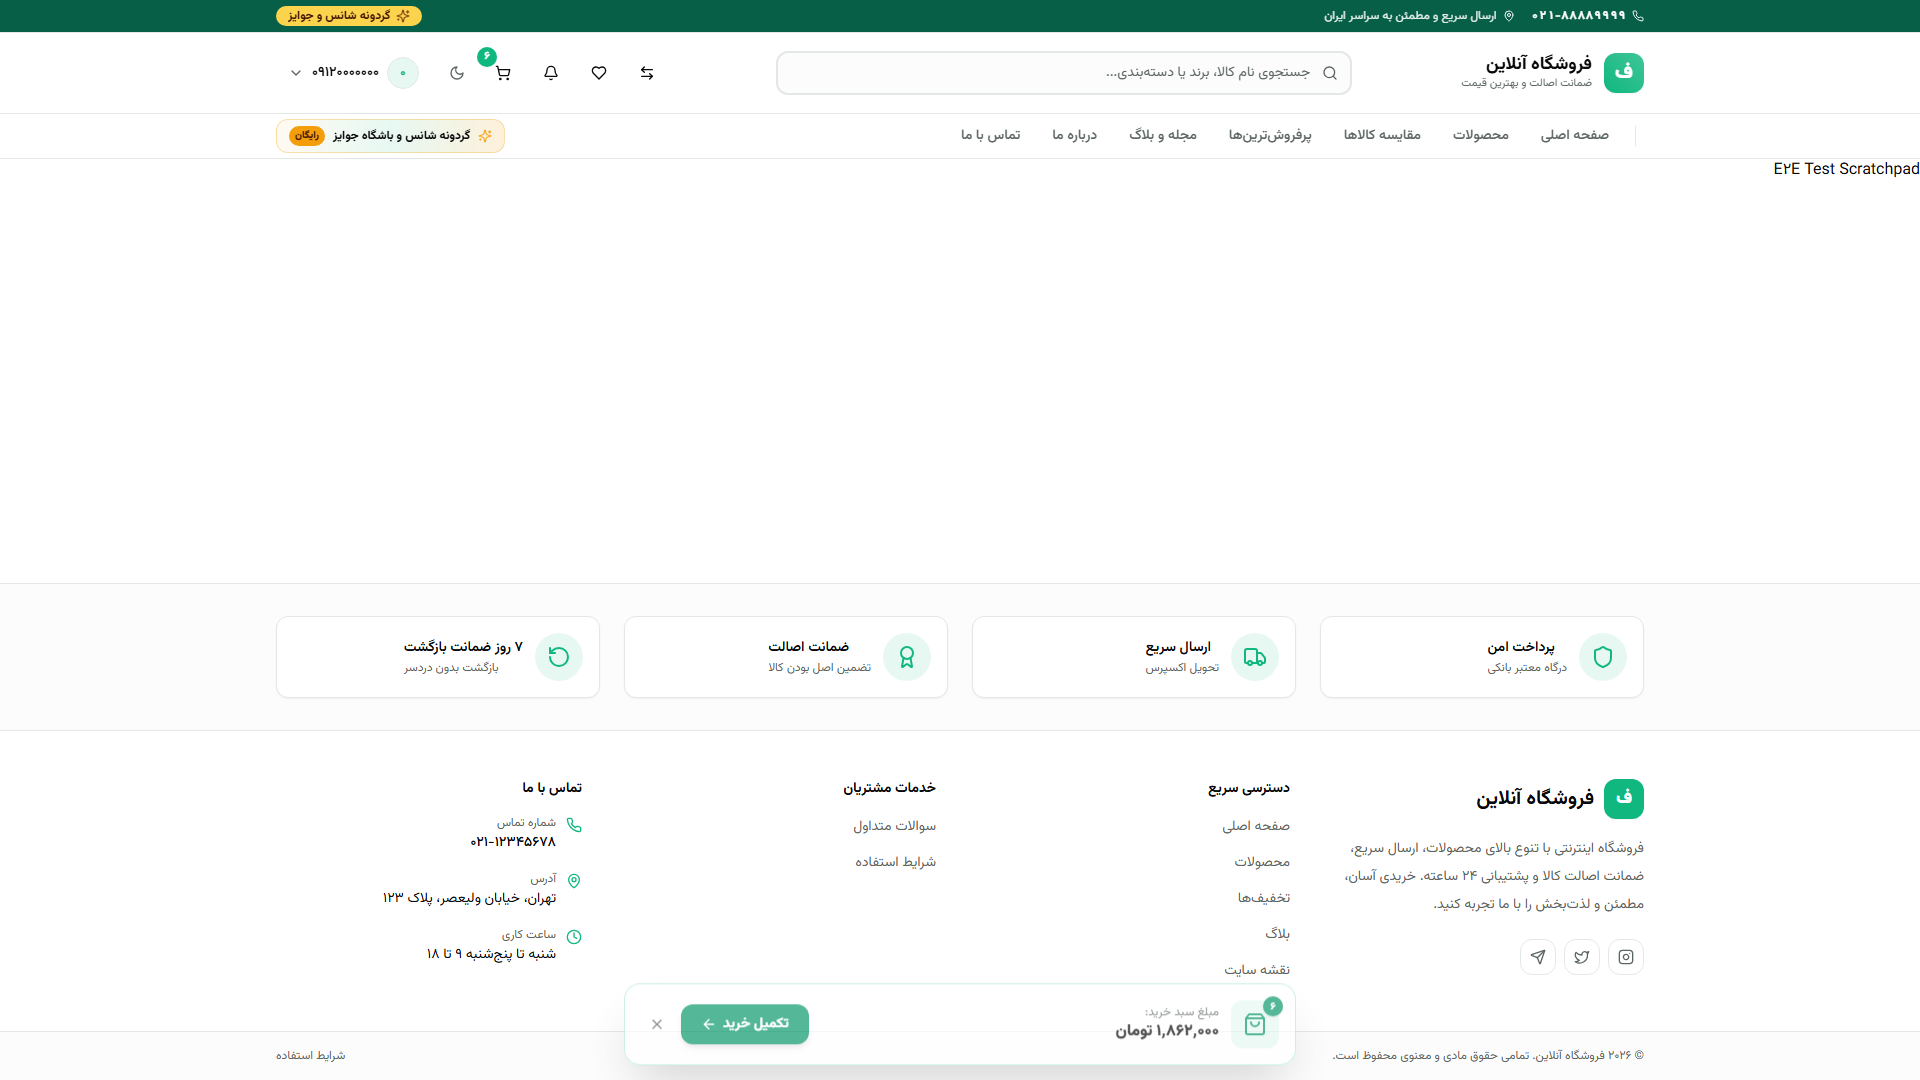 ۰۲۱-۸۸۸۸۹۹۹۹
ارسال سریع و مطمئن به سراسر ایران
گردونه شانس و جوایز
ف
فروشگاه آنلاین
ضمانت اصالت و بهترین قیمت
جستجوی نام کالا، برند یا دسته‌بندی...
۶
۰
۰۹۱۲۰۰۰۰۰۰۰
صفحه اصلی
محصولات
مقایسه کالاها
پرفروش‌ترین‌ها
مجله و بلاگ
درباره ما
تماس با ما
گردونه شانس و باشگاه جوایز
رایگان
E۲E Test Scratchpad
پرداخت امن
درگاه معتبر بانکی
ارسال سریع
تحویل اکسپرس
ضمانت اصالت
تضمین اصل بودن کالا
۷ روز ضمانت بازگشت
بازگشت بدون دردسر
ف
فروشگاه آنلاین
فروشگاه اینترنتی با تنوع بالای محصولات، ارسال سریع،
ضمانت اصالت کالا و پشتیبانی ۲۴ ساعته. خریدی آسان،
مطمئن و لذت‌بخش را با ما تجربه کنید.
دسترسی سریع
صفحه اصلی
محصولات
تخفیف‌ها
بلاگ
نقشه سایت
خدمات مشتریان
سوالات متداول
شرایط استفاده
تماس با ما
شماره تماس
۰۲۱-۱۲۳۴۵۶۷۸
آدرس
تهران، خیابان ولیعصر، پلاک ۱۲۳
ساعت کاری
شنبه تا پنج‌شنبه ۹ تا ۱۸
۶
مبلغ سبد خرید:
۱,۸۶۲,۰۰۰ تومان
تکمیل خرید
© ۲۰۲۶ فروشگاه آنلاین. تمامی حقوق مادی و معنوی محفوظ است.
شرایط استفاده